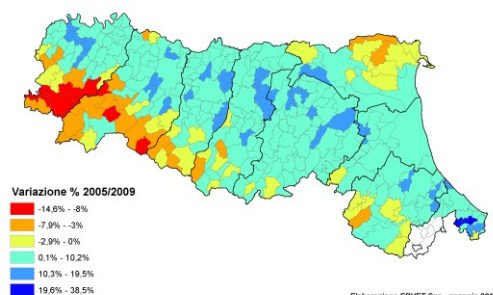 Variazione % 2005/2009
-14,6% - -8%
-7,9% - -3%
-2,9% - 0%
0,1% - 10,2%
10,3% - 19,5%
19,6% - 38,5%